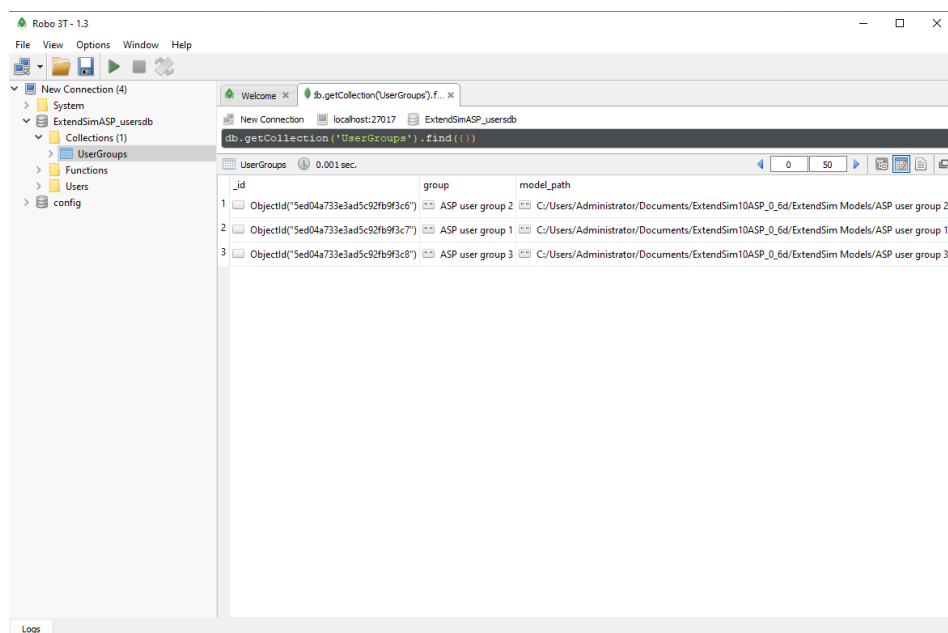 Robo 3T - 1.3
File View Options Window Help
New Connection (4)
System
ExtendSimASP_usersdb
Collections (1)
UserGroups
Functions
Users
config
Welcome
db.getCollection('UserGroups').f...
New Connection localhost:27017 ExtendSimASP_usersdb
db.getCollection('UserGroups').find({})
UserGroups 0.001 sec. 0 50
_id group model_path
1 ObjectId("5ed04a733e3ad5c92fb9f3c6") ASP user group 2 C:/Users/Administrator/Documents/ExtendSim10ASP_0_6d/ExtendSim Models/ASP user group 2
2 ObjectId("5ed04a733e3ad5c92fb9f3c7") ASP user group 1 C:/Users/Administrator/Documents/ExtendSim10ASP_0_6d/ExtendSim Models/ASP user group 1
3 ObjectId("5ed04a733e3ad5c92fb9f3c8") ASP user group 3 C:/Users/Administrator/Documents/ExtendSim10ASP_0_6d/ExtendSim Models/ASP user group 3
Logs